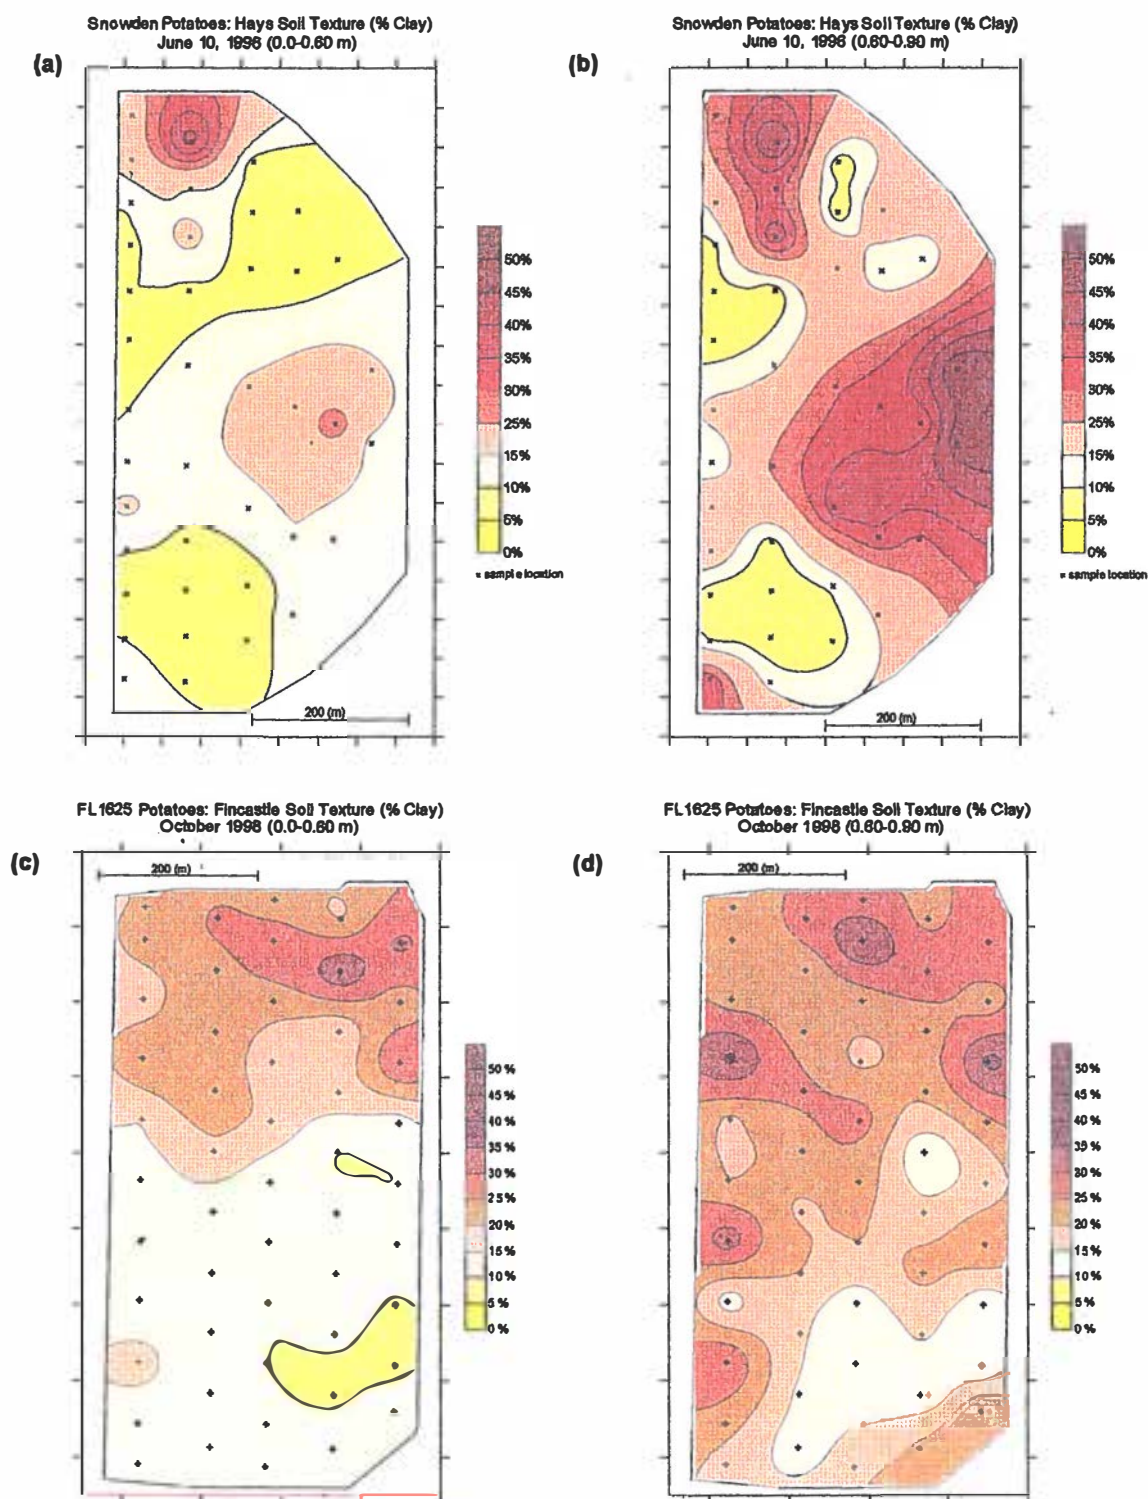 Snowden Potatoes: Hays Soil Texture (% Clay)
June 10, 1996 (0.0-0.60 m)
(a)
50%
45%
40%
35%
30%
25%
15%
10%
5%
0%
× sample location
200 (m)
Snowden Potatoes: Hays Soil Texture (% Clay)
June 10, 1996 (0.60-0.90 m)
(b)
50%
45%
40%
35%
30%
25%
15%
10%
5%
0%
× sample location
200 (m)
FL1625 Potatoes: Fincastle Soil Texture (% Clay)
October 1998 (0.0-0.60 m)
(c)
200 (m)
50 %
45 %
40 %
35 %
30 %
25 %
20 %
15 %
10 %
5 %
0 %
FL1625 Potatoes: Fincastle Soil Texture (% Clay)
October 1998 (0.60-0.90 m)
(d)
200 (m)
50 %
45 %
40 %
35 %
30 %
25 %
20 %
15 %
10 %
5 %
0 %